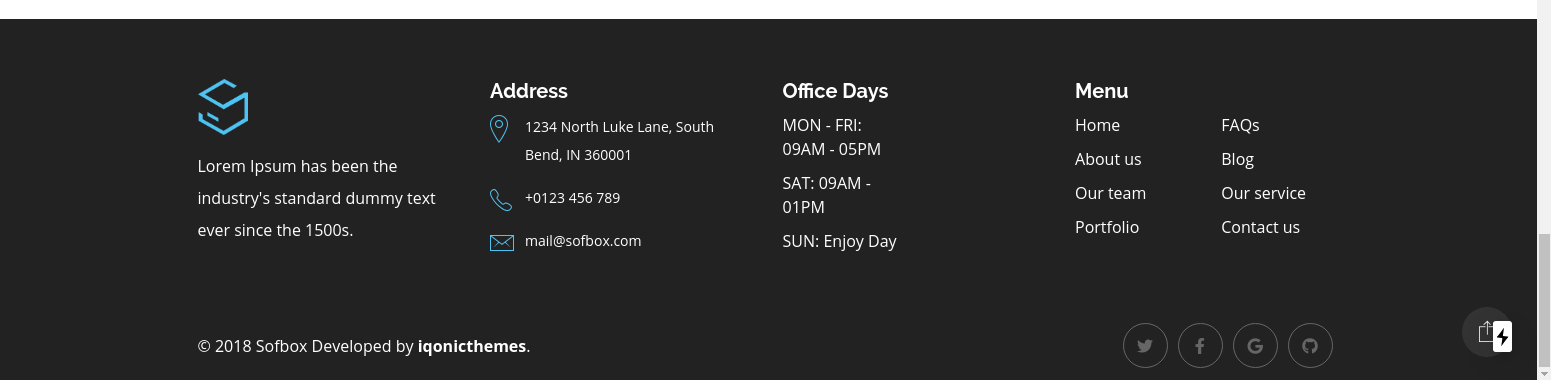 Lorem Ipsum has been the
industry's standard dummy text
ever since the 1500s.
Address
1234 North Luke Lane, South
Bend, IN 360001
+0123 456 789
mail@sofbox.com
Office Days
MON - FRI:
09AM - 05PM
SAT: 09AM -
01PM
SUN: Enjoy Day
Menu
Home
About us
Our team
Portfolio
FAQs
Blog
Our service
Contact us
© 2018 Sofbox Developed by iqonicthemes.